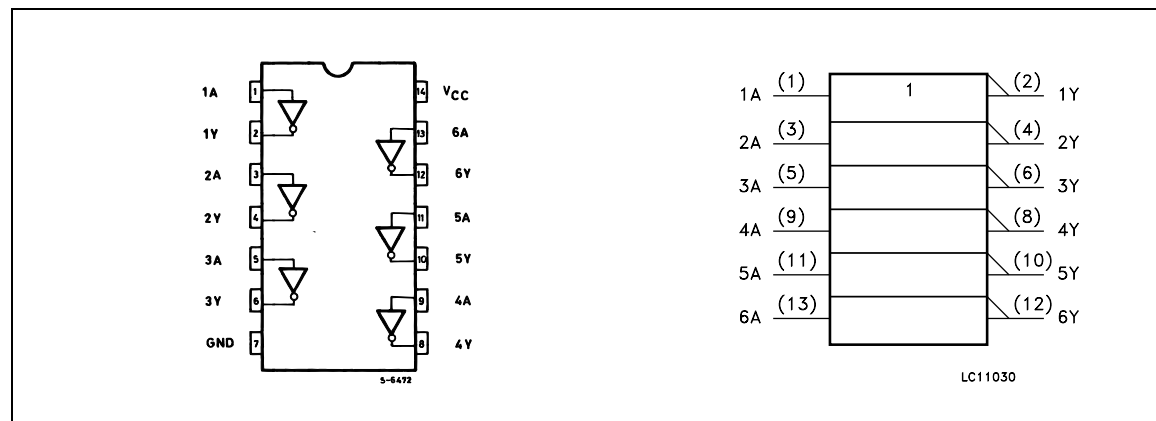 1A 1 14 VCC
1Y 2 13 6A
2A 3 12 6Y
2Y 4 11 5A
3A 5 10 5Y
3Y 6 9 4A
GND 7 8 4Y
S-6472
1A (1) 1 (2) 1Y
2A (3) (4) 2Y
3A (5) (6) 3Y
4A (9) (8) 4Y
5A (11) (10) 5Y
6A (13) (12) 6Y
LC11030